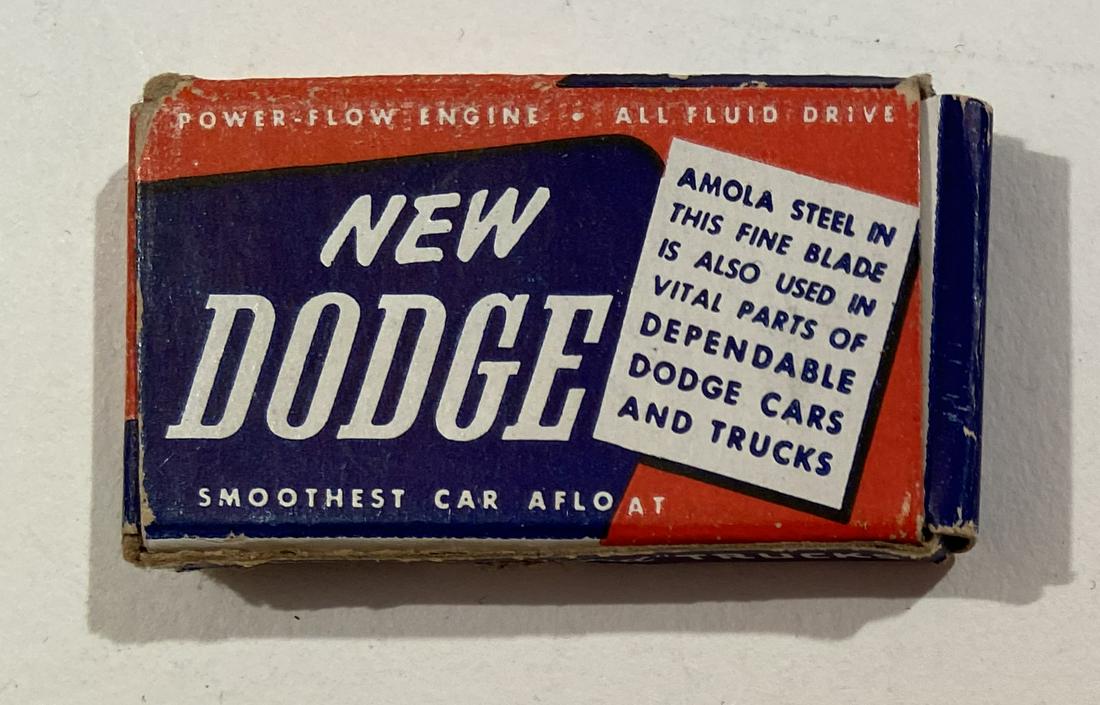 POWER-FLOW ENGINE • ALL FLUID DRIVE
NEW
DODGE
SMOOTHEST CAR AFLOAT
AMOLA STEEL IN
THIS FINE BLADE
IS ALSO USED IN
VITAL PARTS OF
DEPENDABLE
DODGE CARS
AND TRUCKS